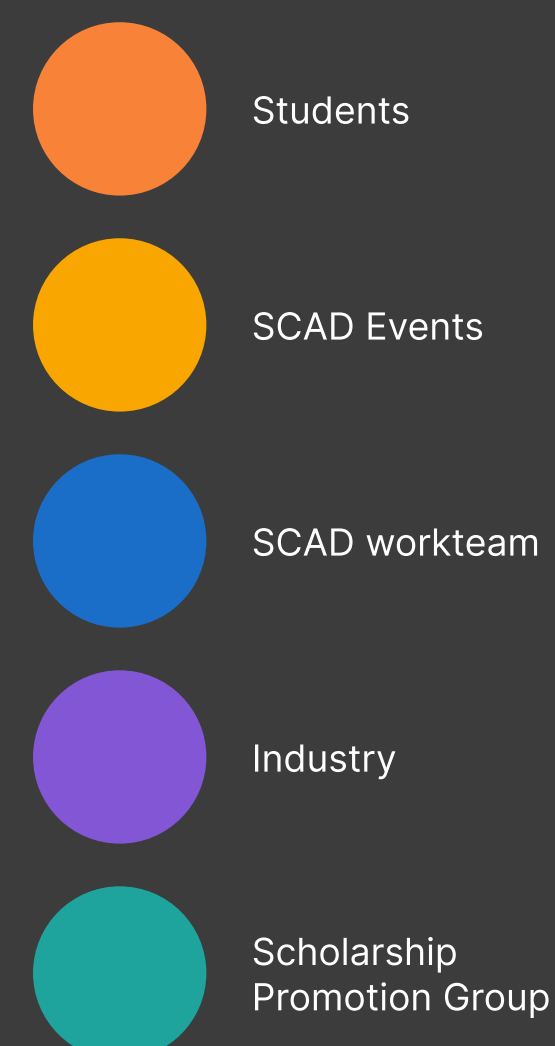 Students
SCAD Events
SCAD workteam
Industry
Scholarship
Promotion Group